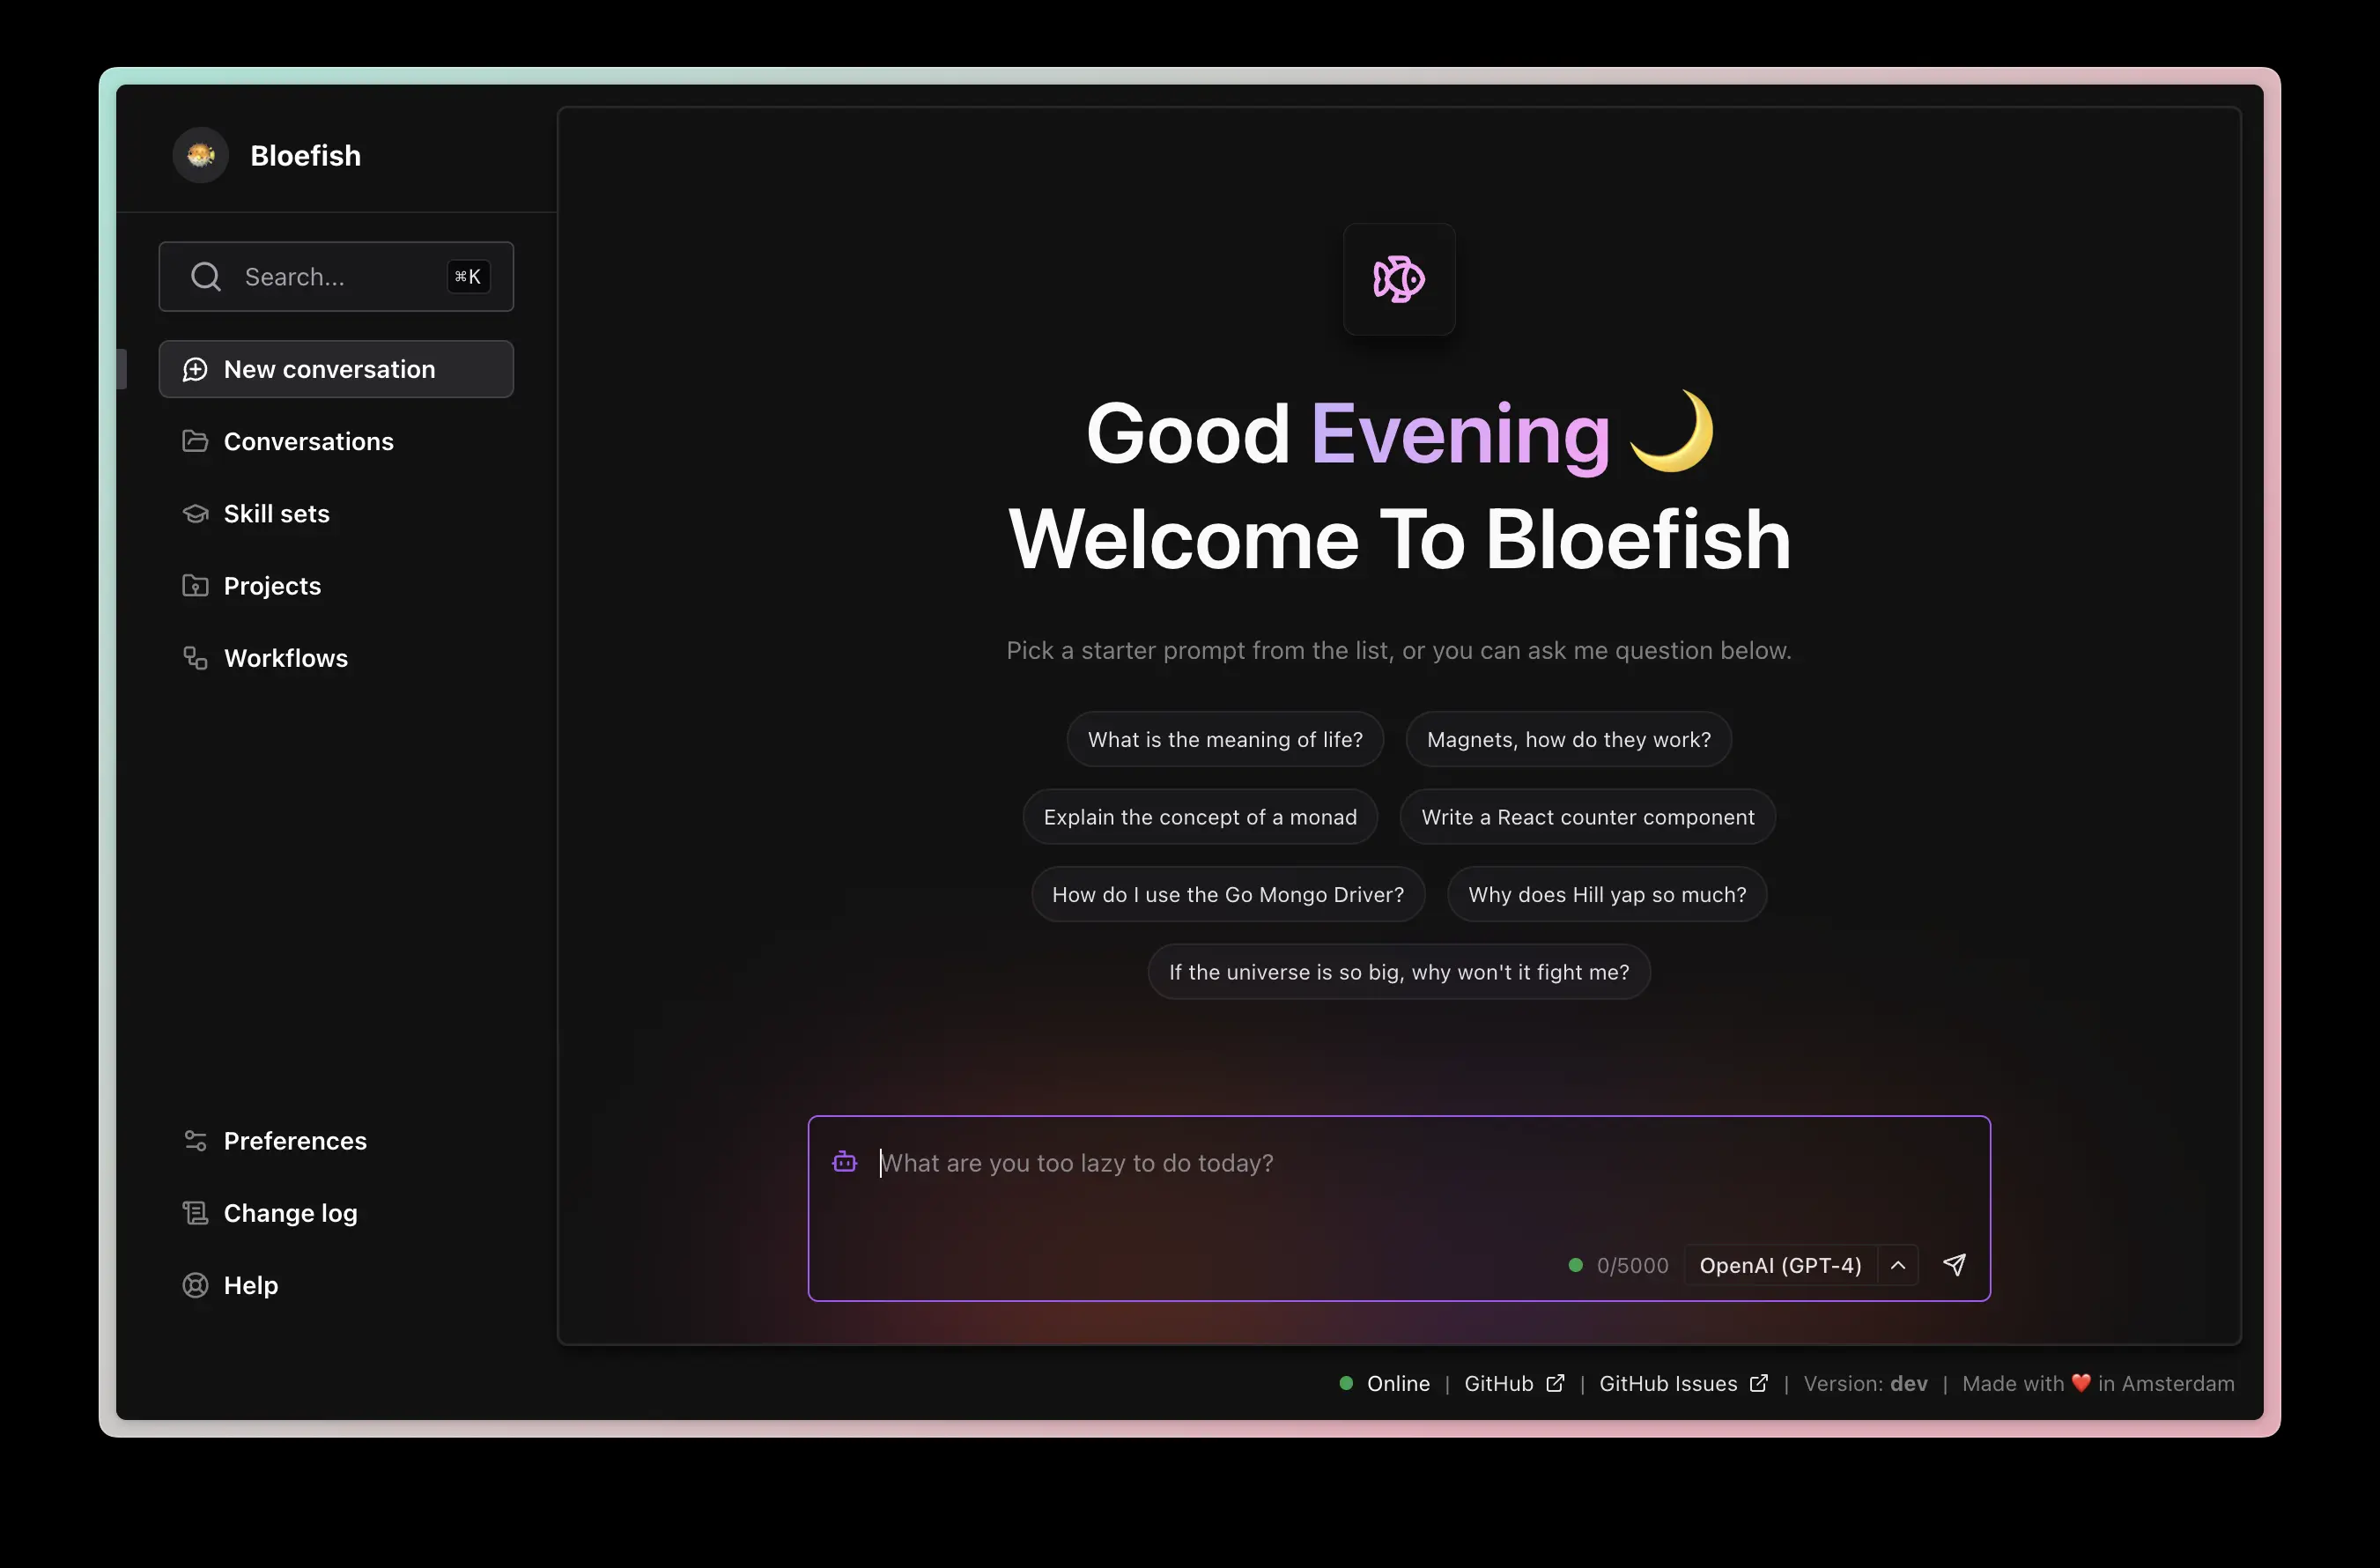 Bloefish
Search...
⌘K
New conversation
Conversations
Skill sets
Projects
Workflows
Preferences
Change log
Help
Good Evening 🌙
Welcome To Bloefish
Pick a starter prompt from the list, or you can ask me question below.
What is the meaning of life?
Magnets, how do they work?
Explain the concept of a monad
Write a React counter component
How do I use the Go Mongo Driver?
Why does Hill yap so much?
If the universe is so big, why won't it fight me?
What are you too lazy to do today?
0/5000
OpenAI (GPT-4)
Online | GitHub | GitHub Issues | Version: dev | Made with ❤️ in Amsterdam